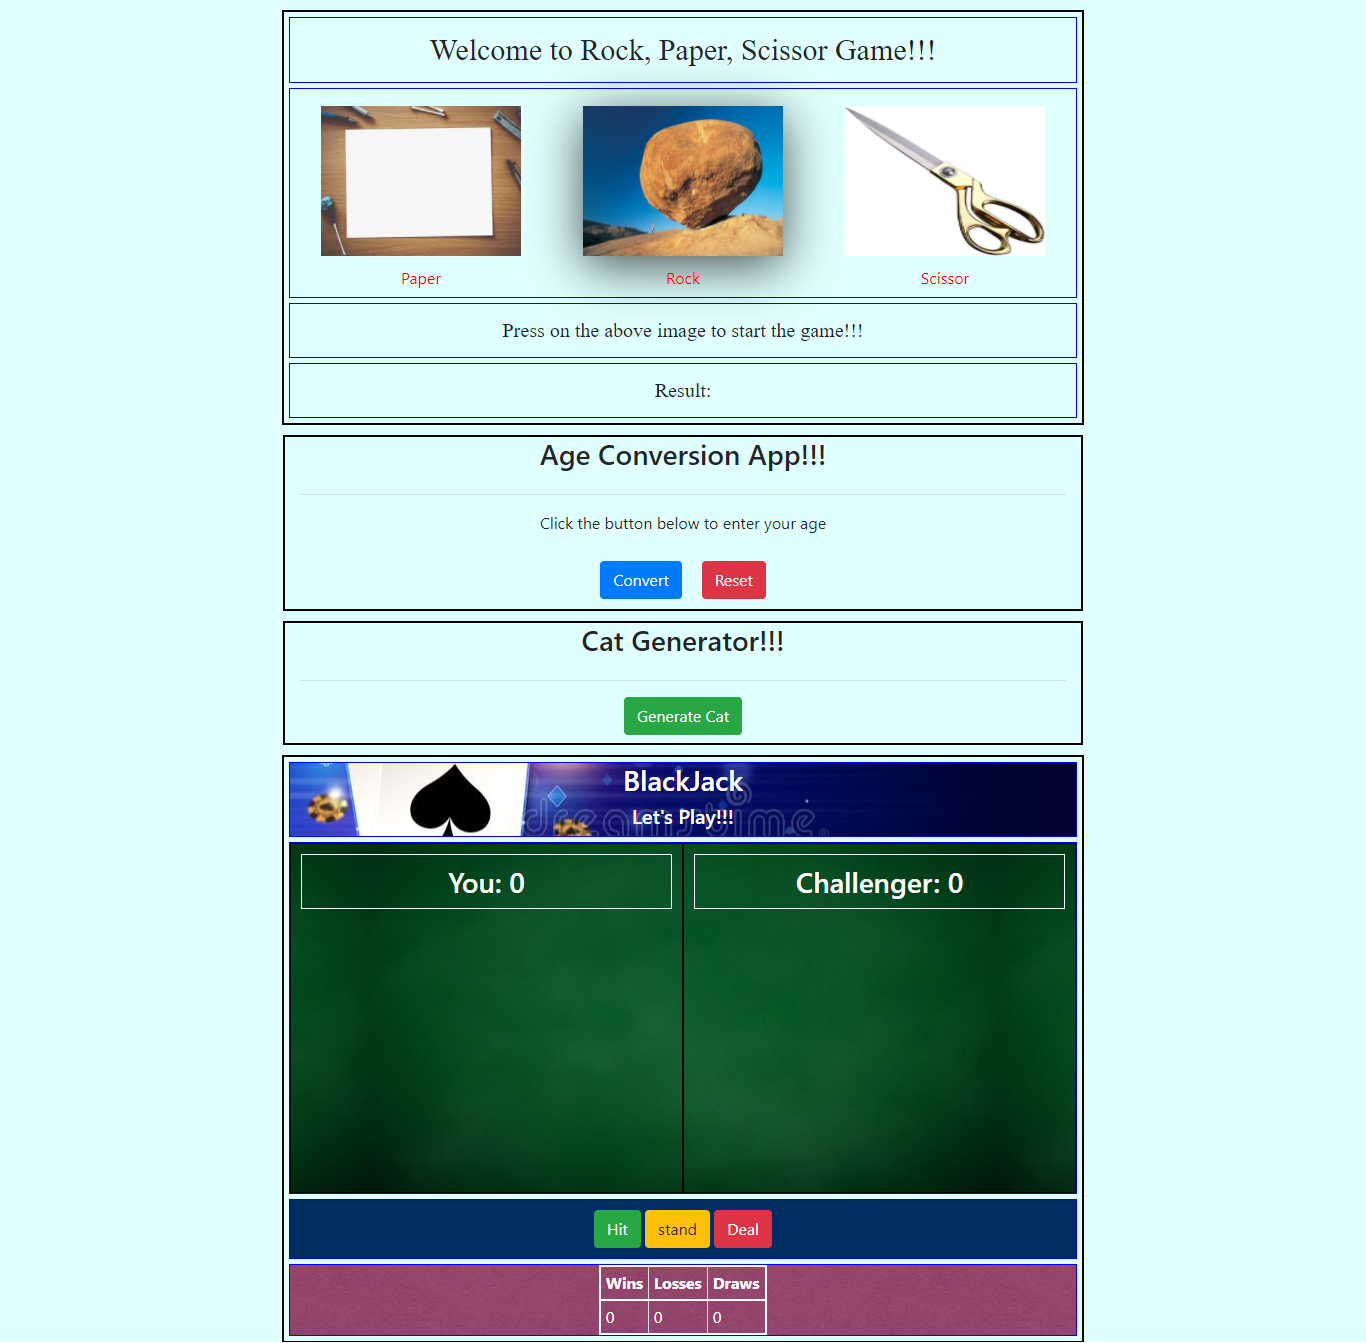 Welcome to Rock, Paper, Scissor Game!!!
Paper Rock Scissor
Press on the above image to start the game!!!
Result:
Age Conversion App!!!
Click the button below to enter your age
Convert Reset
Cat Generator!!!
Generate Cat
BlackJack
Let's Play!!!
dreamstime
You: 0 Challenger: 0
Hit stand Deal
Wins Losses Draws
0 0 0